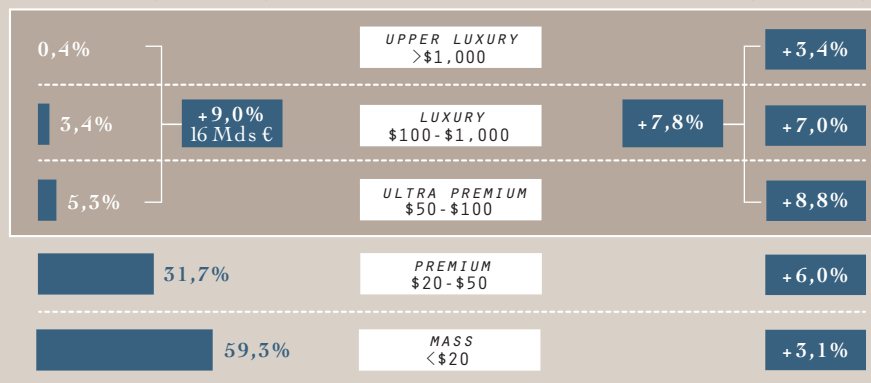 0,4%
UPPER LUXURY
>$1,000
+3,4%
3,4%
+9,0%
16 Mds €
LUXURY
$100-$1,000
+7,8%
+7,0%
5,3%
ULTRA PREMIUM
$50-$100
+8,8%
31,7%
PREMIUM
$20-$50
+6,0%
59,3%
MASS
<$20
+3,1%